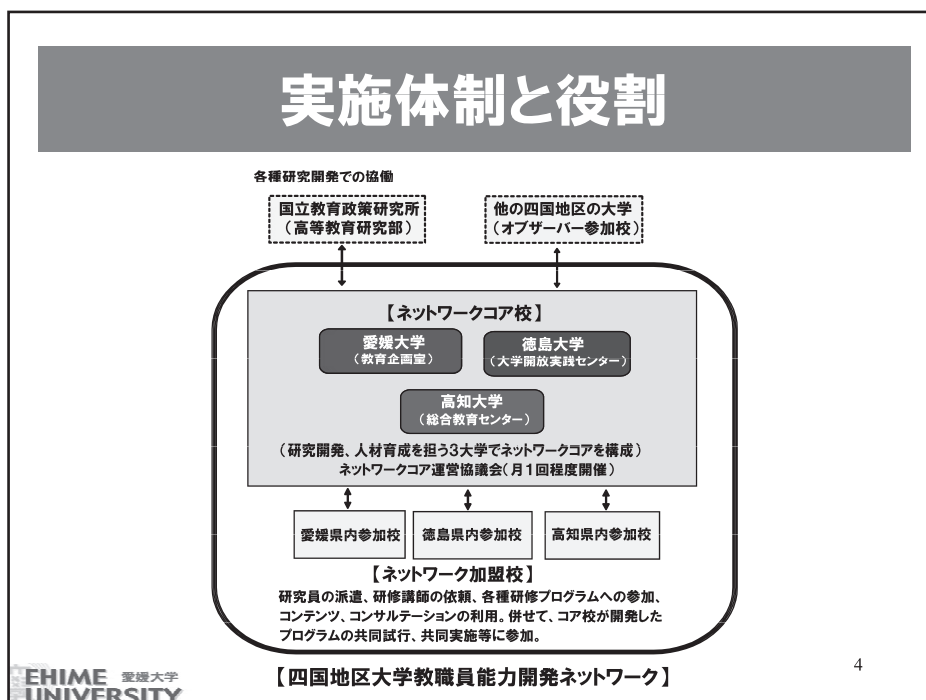 実施体制と役割
各種研究開発での協働
国立教育政策研究所
（高等教育研究部）
他の四国地区の大学
（オブザーバー参加校）
【ネットワークコア校】
愛媛大学
（教育企画室）
徳島大学
（大学開放実践センター）
高知大学
（総合教育センター）
（研究開発、人材育成を担う3大学でネットワークコアを構成）
ネットワークコア運営協議会（月1回程度開催）
愛媛県内参加校
徳島県内参加校
高知県内参加校
【ネットワーク加盟校】
研究員の派遣、研修講師の依頼、各種研修プログラムへの参加、
コンテンツ、コンサルテーションの利用。併せて、コア校が開発した
プログラムの共同試行、共同実施等に参加。
【四国地区大学教職員能力開発ネットワーク】
EHIME 愛媛大学
UNIVERSITY
4